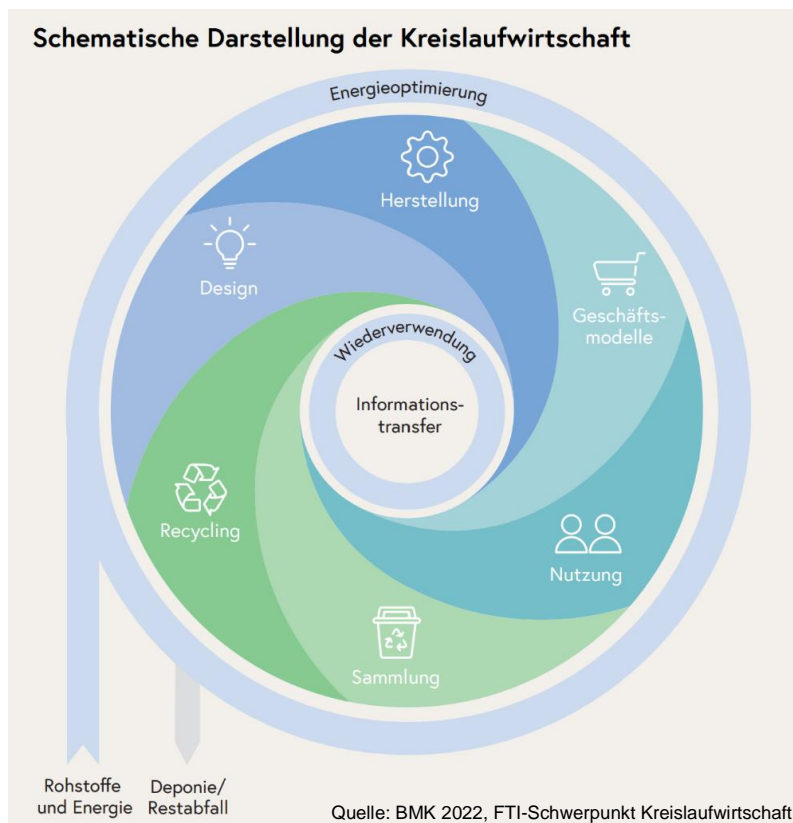 Schematische Darstellung der Kreislaufwirtschaft
Energieoptimierung
Herstellung
Design
Geschäfts-
modelle
Wiederverwendung
Informations-
transfer
Recycling
Nutzung
Sammlung
Rohstoffe
und Energie
Deponie/
Restabfall
Quelle: BMK 2022, FTI-Schwerpunkt Kreislaufwirtschaft